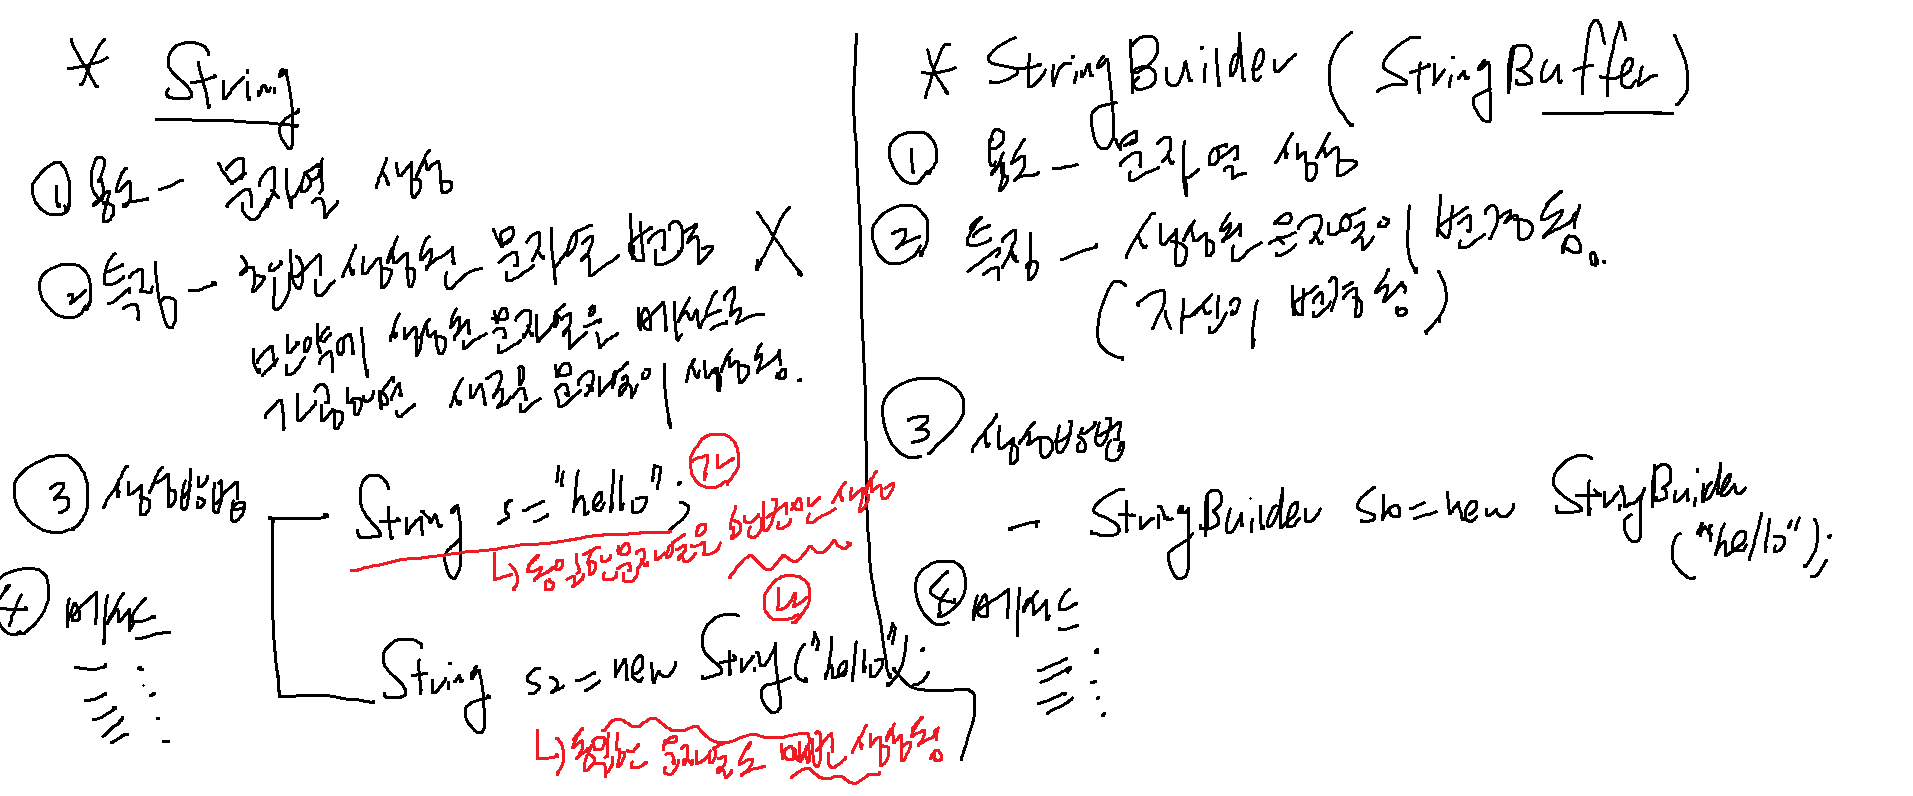 * String
① 용도 - 문자열 생성
② 특징 - 한번 생성된 문자열 변경 X
만약에 생성된 문자열은 메서드로
가공하면 새로운 문자열이 생성됨.
③ 생성방법
String s = "hello"; ㉮
↳ 동일한 문자열은 한번만 생성
㉯
String s2 = new String("hello");
↳ 동일한 문자열도 매번 생성됨
④ 메서드
* StringBuilder ( StringBuffer )
① 용도 - 문자열 생성
② 특징 - 생성된 문자열이 변경됨.
( 자신이 변경됨 )
③ 생성방법
- StringBuilder sb = new StringBuilder
("hello");
④ 메서드